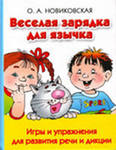 О. А. НОВИКОВСКАЯ
Веселая зарядка
для язычка
Игры и упражнения
для развития речи и дикции